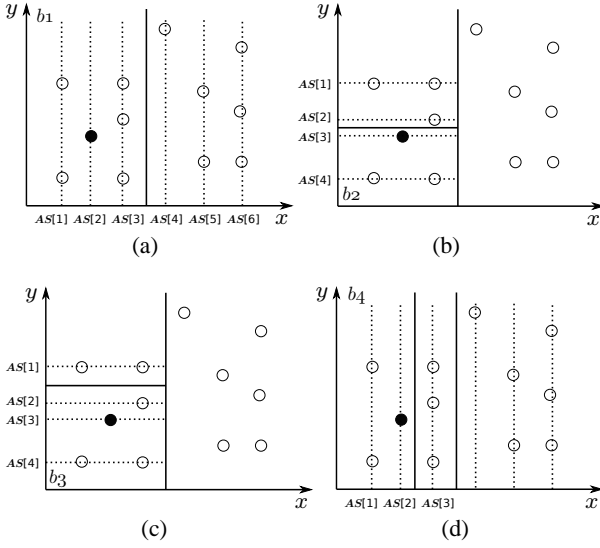 y b1
AS[1] AS[2] AS[3] AS[4] AS[5] AS[6] x
(a)
y
AS[1]
AS[2]
AS[3]
AS[4]
b2
x
(b)
y
AS[1]
AS[2]
AS[3]
AS[4]
b3
x
(c)
y b4
AS[1] AS[2] AS[3] x
(d)